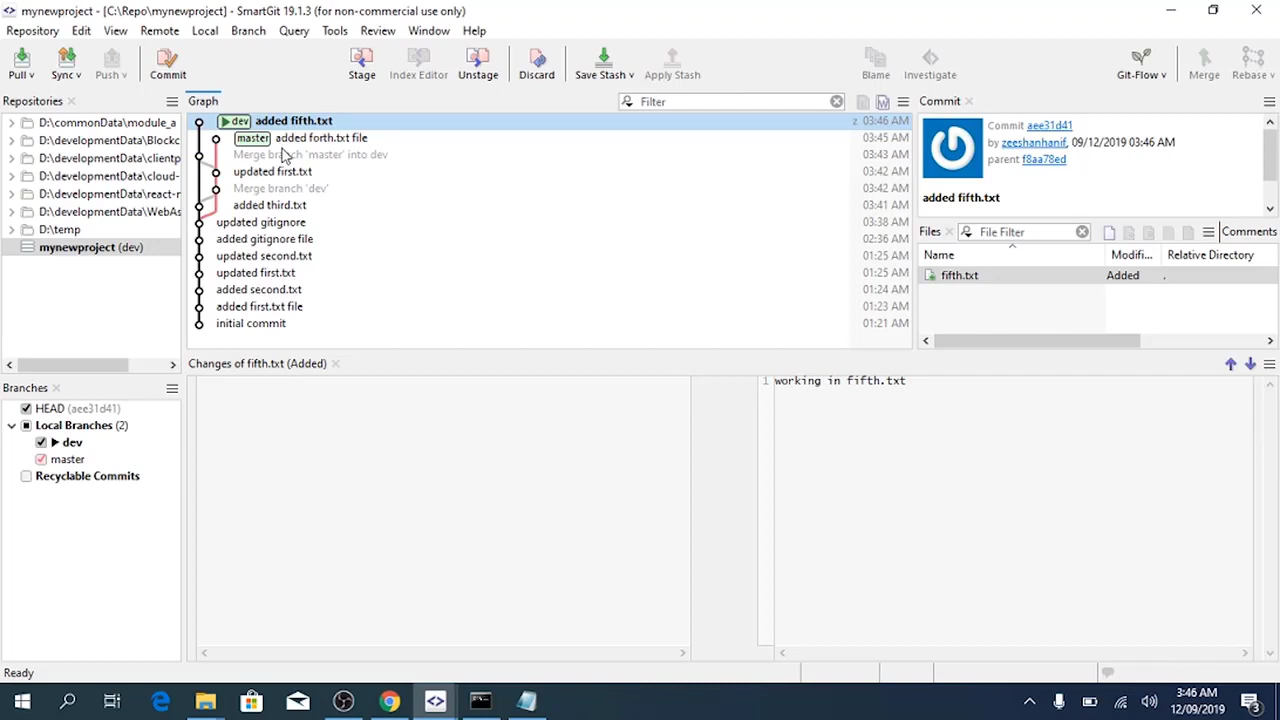 mynewproject - [C:\Repo\mynewproject] - SmartGit 19.1.3 (for non-commercial use only)
Repository Edit View Remote Local Branch Query Tools Review Window Help
Pull Sync Push Commit Stage Index Editor Unstage Discard Save Stash Apply Stash Blame Investigate Git-Flow Merge Rebase
Repositories
D:\commonData\module_a
D:\developmentData\Blockc
D:\developmentData\clientp
D:\developmentData\cloud-
D:\developmentData\react-r
D:\developmentData\WebAs
D:\temp
mynewproject (dev)
Graph
Filter
dev added fifth.txt z 03:46 AM
master added forth.txt file 03:45 AM
Merge branch 'master' into dev 03:43 AM
updated first.txt 03:42 AM
Merge branch 'dev' 03:42 AM
added third.txt 03:41 AM
updated gitignore 03:38 AM
added gitignore file 02:36 AM
updated second.txt 01:25 AM
updated first.txt 01:25 AM
added second.txt 01:24 AM
added first.txt file 01:23 AM
initial commit 01:21 AM
Commit
Commit aee31d41
by zeeshanhanif, 09/12/2019 03:46 AM
parent f8aa78ed
added fifth.txt
Files File Filter Comments
Name Modifi... Relative Directory
fifth.txt Added .
Branches
HEAD (aee31d41)
Local Branches (2)
dev
master
Recyclable Commits
Changes of fifth.txt (Added)
1 working in fifth.txt
Ready
3:46 AM
12/09/2019
3